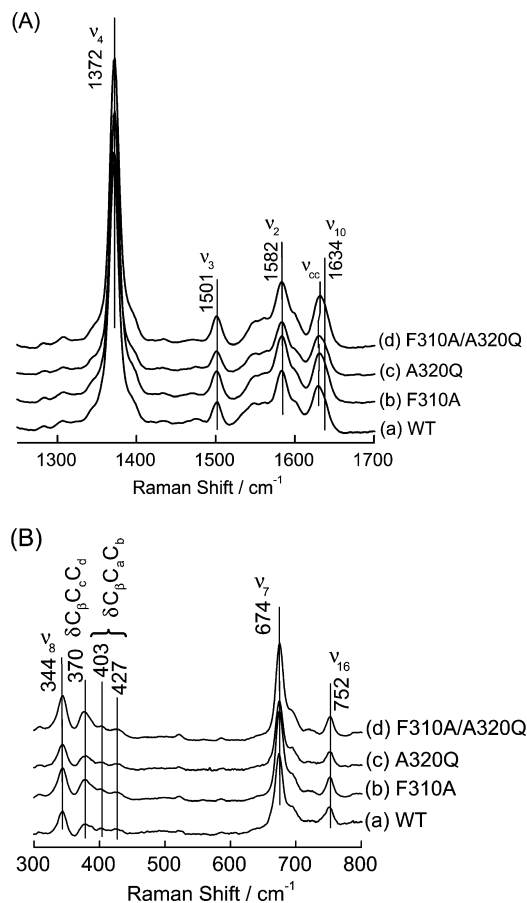 (A)
ν4
1372
ν3
1501
ν2
1582
νcc
ν10
1634
(d) F310A/A320Q
(c) A320Q
(b) F310A
(a) WT
1300 1400 1500 1600 1700
Raman Shift / cm-1
(B)
ν8
344
370 δCβCcCd
403 } δCβCaCb
427
ν7
674
ν16
752
(d) F310A/A320Q
(c) A320Q
(b) F310A
(a) WT
300 400 500 600 700 800
Raman Shift / cm-1